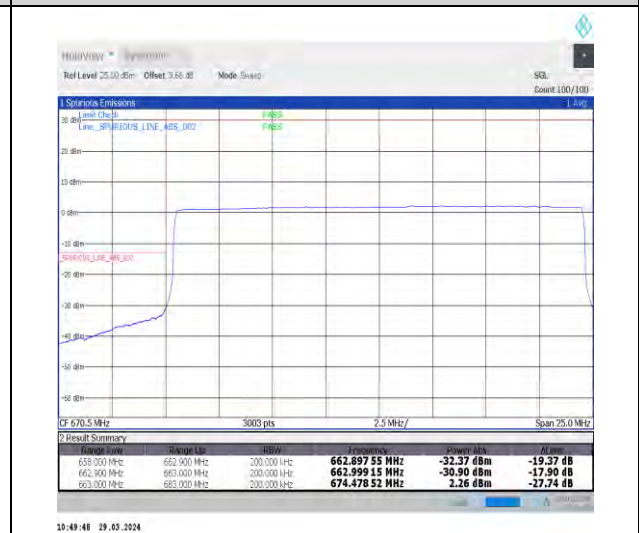 MultiView
Ref Level 25.00 dBm Offset 3.66 dB Mode Sweep SGL
Count 100/100
1 Spurious Emissions 1 Avg
30 dBm Limit Check PASS
Line _SPURIOUS_LINE_ABS_002 PASS
20 dBm
10 dBm
0 dBm
-10 dBm
_SPURIOUS_LINE_ABS_002
-20 dBm
-30 dBm
-40 dBm
-50 dBm
-60 dBm
CF 670.5 MHz 3003 pts 2.5 MHz/ Span 25.0 MHz
2 Result Summary
Range Low Range Up RBW Frequency Power Abs ΔLimit
658.000 MHz 662.900 MHz 200.000 kHz 662.897 55 MHz -32.37 dBm -19.37 dB
662.900 MHz 663.000 MHz 200.000 kHz 662.999 15 MHz -30.90 dBm -17.90 dB
663.000 MHz 683.000 MHz 200.000 kHz 674.478 52 MHz 2.26 dBm -27.74 dB
10:49:48 29.03.2024